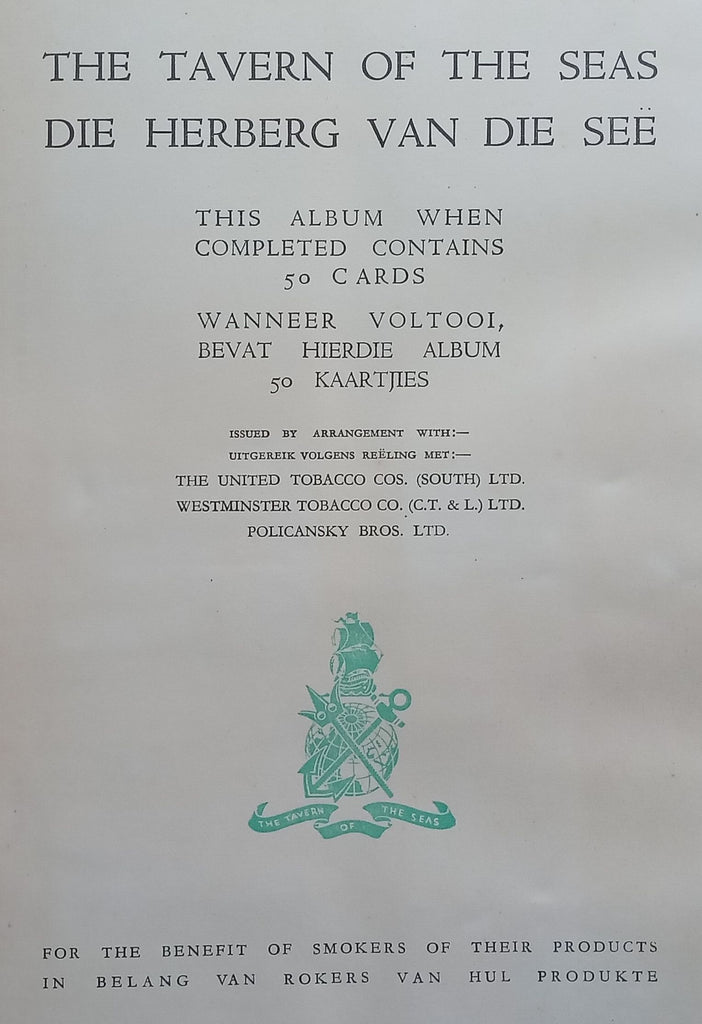 THE TAVERN OF THE SEAS
DIE HERBERG VAN DIE SEË
THIS ALBUM WHEN
COMPLETED CONTAINS
50 CARDS
WANNEER VOLTOOI,
BEVAT HIERDIE ALBUM
50 KAARTJIES
ISSUED BY ARRANGEMENT WITH:—
UITGEREIK VOLGENS REËLING MET:—
THE UNITED TOBACCO COS. (SOUTH) LTD.
WESTMINSTER TOBACCO CO. (C.T. & L.) LTD.
POLICANSKY BROS. LTD.
THE TAVERN OF THE SEAS
FOR THE BENEFIT OF SMOKERS OF THEIR PRODUCTS
IN BELANG VAN ROKERS VAN HUL PRODUKTE